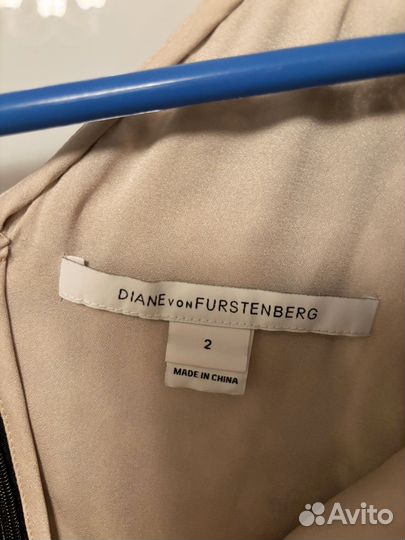 DIANE VON FURSTENBERG
2
MADE IN CHINA
Avito